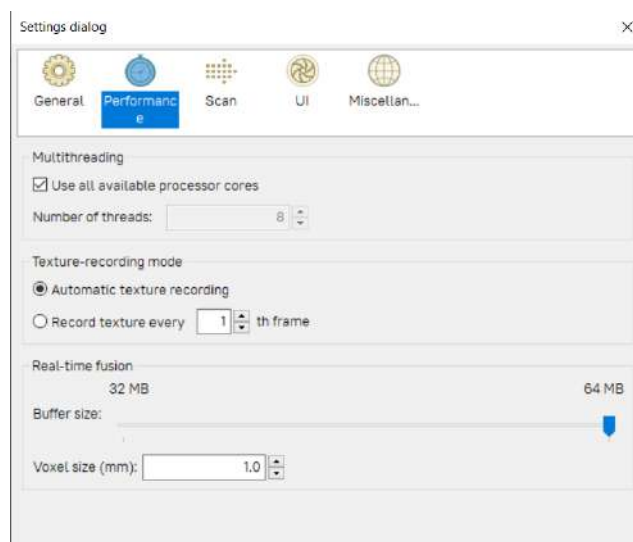 Settings dialog
General Performanc Scan UI Miscellan...
e
Multithreading
Use all available processor cores
Number of threads: 8
Texture-recording mode
Automatic texture recording
Record texture every 1 th frame
Real-time fusion
32 MB 64 MB
Buffer size:
Voxel size (mm): 1.0